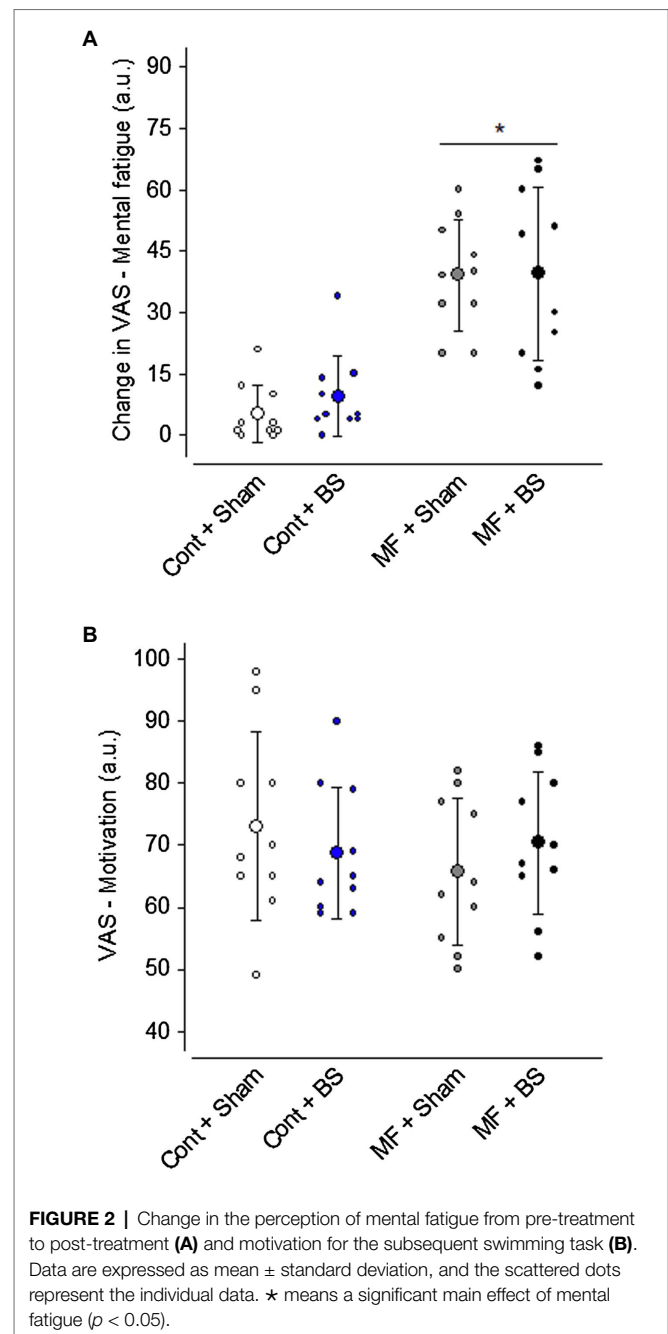 A
Change in VAS - Mental fatigue (a.u.)
90
75
60
45
30
15
0
*
Cont + Sham
Cont + BS
MF + Sham
MF + BS
B
VAS - Motivation (a.u.)
100
90
80
70
60
50
40
Cont + Sham
Cont + BS
MF + Sham
MF + BS
FIGURE 2 | Change in the perception of mental fatigue from pre-treatment
to post-treatment (A) and motivation for the subsequent swimming task (B).
Data are expressed as mean ± standard deviation, and the scattered dots
represent the individual data. ★ means a significant main effect of mental
fatigue (p < 0.05).